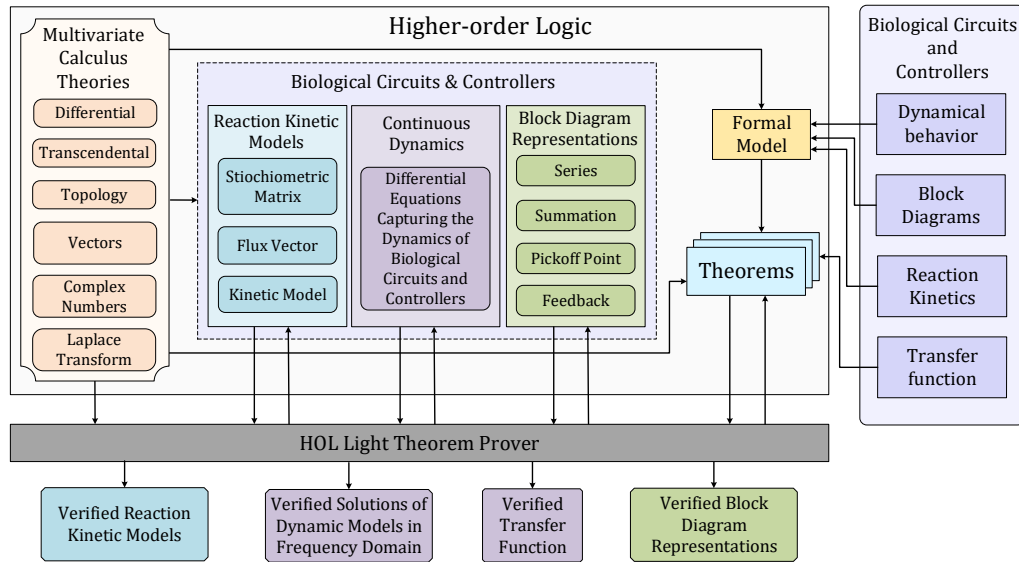 Higher-order Logic
Multivariate
Calculus
Theories
Differential
Transcendental
Topology
Vectors
Complex
Numbers
Laplace
Transform
Biological Circuits & Controllers
Reaction Kinetic
Models
Stiochiometric
Matrix
Flux Vector
Kinetic Model
Continuous
Dynamics
Differential
Equations
Capturing the
Dynamics of
Biological
Circuits and
Controllers
Block Diagram
Representations
Series
Summation
Pickoff Point
Feedback
Formal
Model
Theorems
Biological Circuits
and
Controllers
Dynamical
behavior
Block
Diagrams
Reaction
Kinetics
Transfer
function
HOL Light Theorem Prover
Verified Reaction
Kinetic Models
Verified Solutions of
Dynamic Models in
Frequency Domain
Verified
Transfer
Function
Verified Block
Diagram
Representations